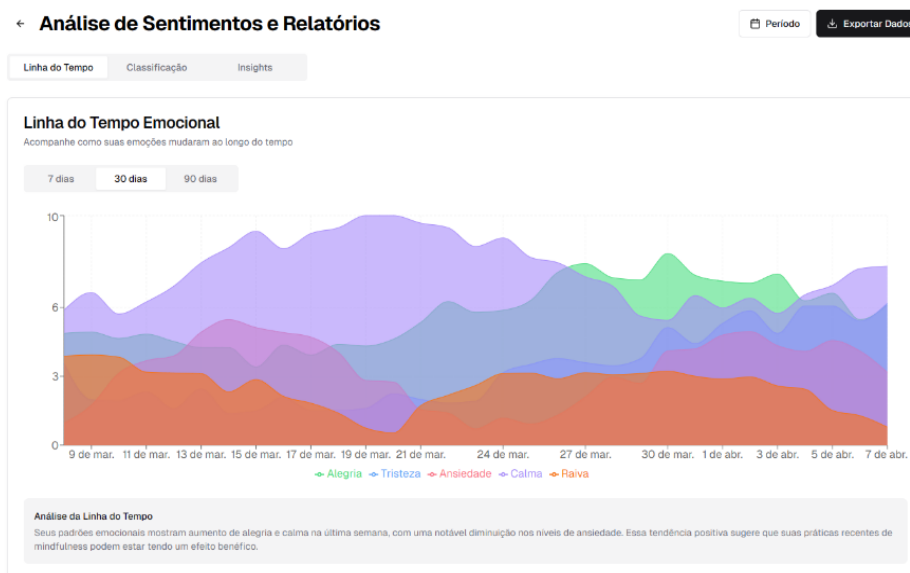 Análise de Sentimentos e Relatórios
Período
Exportar Dados
Linha do Tempo
Classificação
Insights
Linha do Tempo Emocional
Acompanhe como suas emoções mudaram ao longo do tempo
7 dias
30 dias
90 dias
10
6
3
0
9 de mar. 11 de mar. 13 de mar. 15 de mar. 17 de mar. 19 de mar. 21 de mar. 24 de mar. 27 de mar. 30 de mar. 1 de abr. 3 de abr. 5 de abr. 7 de abr.
Alegria Tristeza Ansiedade Calma Raiva
Análise da Linha do Tempo
Seus padrões emocionais mostram aumento de alegria e calma na última semana, com uma notável diminuição nos níveis de ansiedade. Essa tendência positiva sugere que suas práticas recentes de
mindfulness podem estar tendo um efeito benéfico.